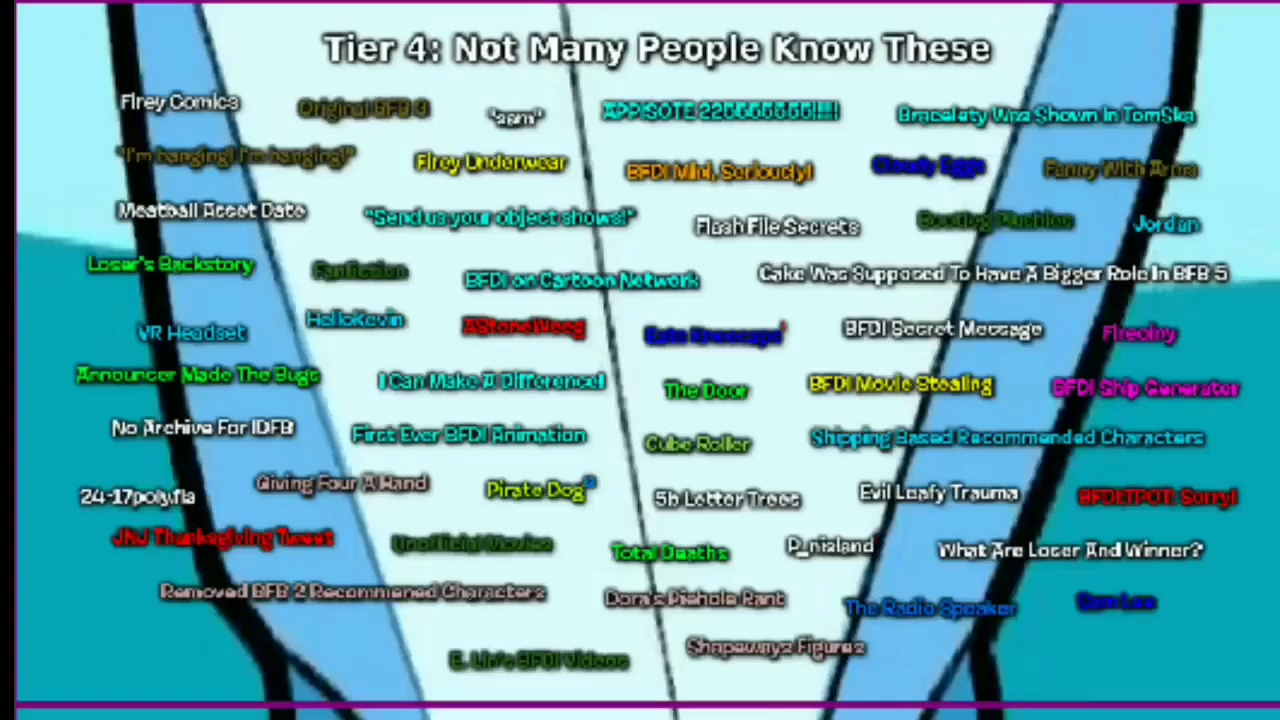 Tier 4: Not Many People Know These
Firey Comics Original BFB 3 "sam" APPISOTE 22555555!!!! Bracelety Was Shown In TomSka
"I'm hanging! I'm hanging!" Firey Underwear BFDI Mini, Seriously! Cloudy Eggs Fanny With Arms
Meatball Asset Date "Send us your object shows!" Flash File Secrets Bootleg Plushies Jordan
Loser's Backstory Fanfiction BFDI on Cartoon Network Cake Was Supposed To Have A Bigger Role In BFB 5
VR Headset HelloKevin AStoneWeeg BFDI Secret Message Fireolny
Announcer Made The Bugs I Can Make A Difference! The Door BFDI Movie Stealing BFDI Ship Generator
No Archive For IDFB First Ever BFDI Animation Cube Roller Shipping Based Recommended Characters
24-17poly.fla Giving Four A Hand Pirate Dog 5b Letter Trees Evil Leafy Trauma BFDITPOT: Sorry!
JNJ Thanksgiving Tweet Unofficial Movies Total Deaths P_nisland What Are Loser And Winner?
Removed BFB 2 Recommened Characters Dora's Piehole Rant The Radio Speaker Sam Lee
E. Lin's BFDI Videos Shapeways Figures